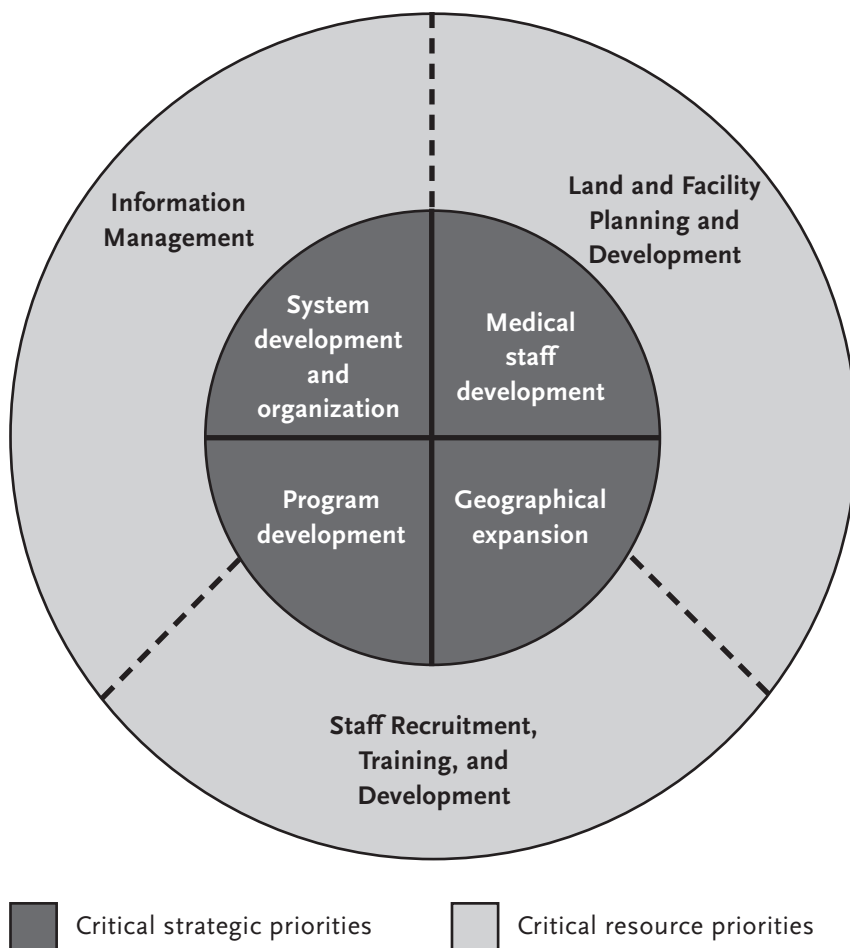 Information
Management
Land and Facility
Planning and
Development
System
development
and
organization
Medical
staff
development
Program
development
Geographical
expansion
Staff Recruitment,
Training, and
Development
Critical strategic priorities
Critical resource priorities